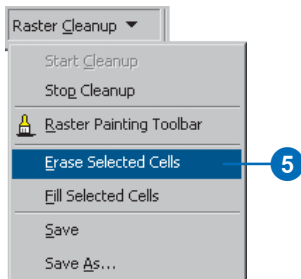 Raster Cleanup
Start Cleanup
Stop Cleanup
Raster Painting Toolbar
Erase Selected Cells
5
Fill Selected Cells
Save
Save As...